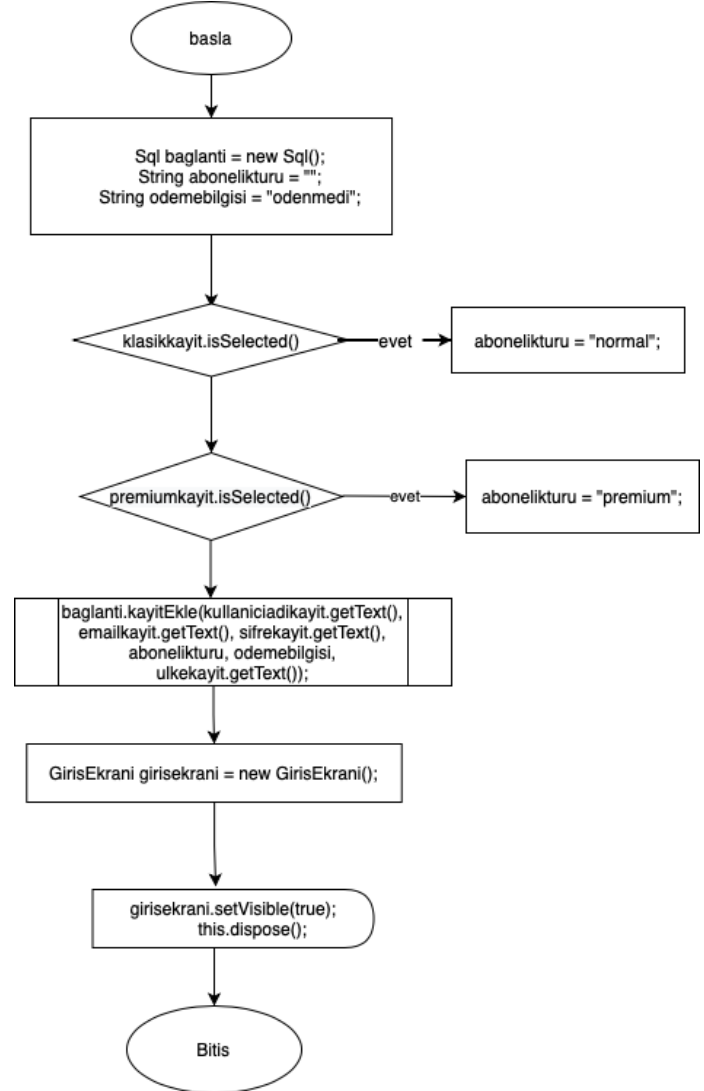 basla
Sql baglanti = new Sql();
String abonelikturu = "";
String odemebilgisi = "odenmedi";
klasikkayit.isSelected()
evet
abonelikturu = "normal";
premiumkayit.isSelected()
evet
abonelikturu = "premium";
baglanti.kayitEkle(kullaniciadikayit.getText(),
emailkayit.getText(), sifrekayit.getText(),
abonelikturu, odemebilgisi,
ulkekayit.getText());
GirisEkrani girisekrani = new GirisEkrani();
girisekrani.setVisible(true);
this.dispose();
Bitis